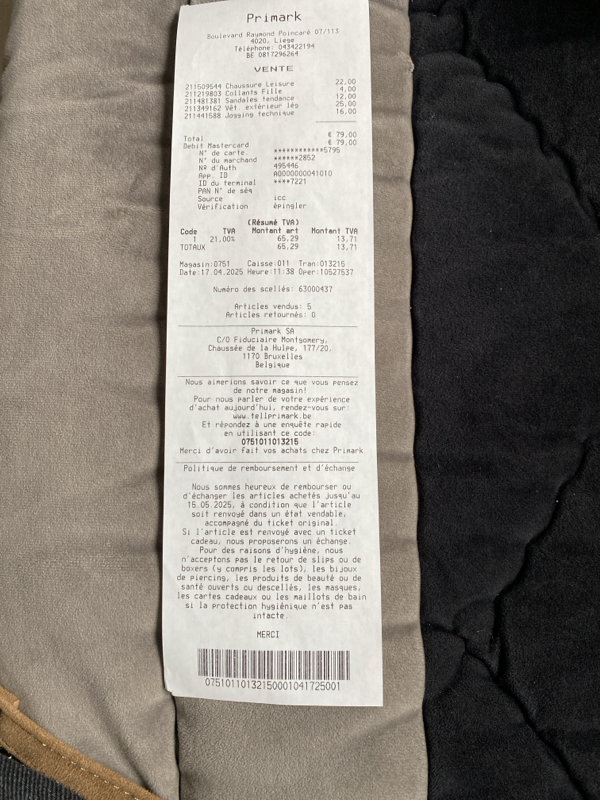 Primark
Boulevard Raymond Poincaré 07/113
4020, Liege
Téléphone: 043422194
BE 0817296264
VENTE
211509544 Chaussure Leisure 22,00
211219803 Collants Fille 4,00
211481381 Sandales tendance 12,00
211349162 Vêt. extérieur lég 25,00
211441588 Jogging technique 16,00
Total € 79,00
Debit Mastercard € 79,00
N° de carte ************5795
N° du marchand ******2852
Nº d'Auth 495446
App. ID A0000000041010
ID du terminal ****7221
PAN N° de séq
Source icc
Vérification épingler
(Résumé TVA)
Code TVA Montant art Montant TVA
1 21,00% 65,29 13,71
TOTAUX 65,29 13,71
Magasin:0751 Caisse:011 Tran:013215
Date:17.04.2025 Heure:11:38 Oper:10527537
Numéro des scellés: 63000437
Articles vendus: 5
Articles retournés: 0
Primark SA
C/O Fiduciaire Montgomery,
Chaussée de la Hulpe, 177/20,
1170 Bruxelles
Belgique
Nous aimerions savoir ce que vous pensez
de notre magasin!
Pour nous parler de votre expérience
d'achat aujourd'hui, rendez-vous sur:
www.tellprimark.be
Et répondez à une enquête rapide
en utilisant ce code:
0751011013215
Merci d'avoir fait vos achats chez Primark
Politique de remboursement et d'échange
Nous sommes heureux de rembourser ou
d'échanger les articles achetés jusqu'au
15.05.2025, à condition que l'article
soit renvoyé dans un état vendable,
accompagné du ticket original.
Si l'article est renvoyé avec un ticket
cadeau, nous proposerons un échange.
Pour des raisons d'hygiène, nous
n'acceptons pas le retour de slips ou de
boxers (y compris les lots), les bijoux
de piercing, les produits de beauté ou de
santé ouverts ou descellés, les masques,
les cartes cadeaux ou les maillots de bain
si la protection hygiénique n'est pas
intacte.
MERCI
075101101321500010417250​01